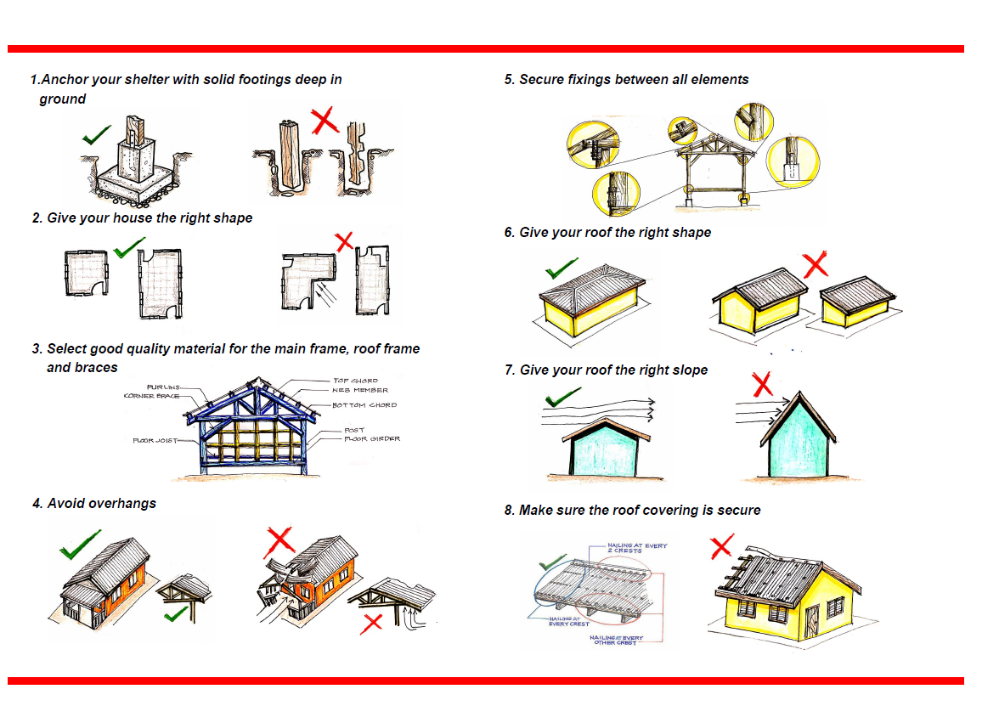 1.Anchor your shelter with solid footings deep in
ground
2. Give your house the right shape
3. Select good quality material for the main frame, roof frame
and braces
PURLINS
CORNER BRACE
FLOOR JOIST
TOP CHORD
WEB MEMBER
BOTTOM CHORD
POST
FLOOR GIRDER
4. Avoid overhangs
5. Secure fixings between all elements
6. Give your roof the right shape
7. Give your roof the right slope
8. Make sure the roof covering is secure
NAILING AT EVERY
2 CRESTS
NAILING AT
EVERY CREST
NAILING AT EVERY
OTHER CREST